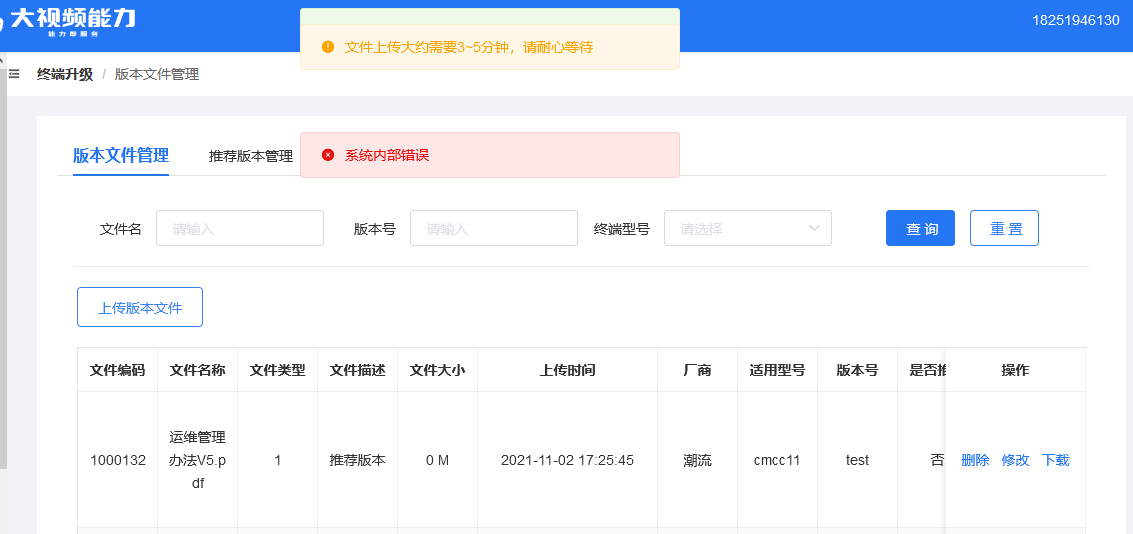 大视频能力
能力即服务
18251946130
文件上传大约需要3~5分钟，请耐心等待
终端升级 / 版本文件管理
版本文件管理 推荐版本管理 系统内部错误
文件名 请输入 版本号 请输入 终端型号 请选择 查 询 重 置
上传版本文件
文件编码 文件名称 文件类型 文件描述 文件大小 上传时间 厂商 适用型号 版本号 是否推 操作
运维管理
1000132 办法V5.p 1 推荐版本 0 M 2021-11-02 17:25:45 潮流 cmcc11 test 否 删除 修改 下载
df